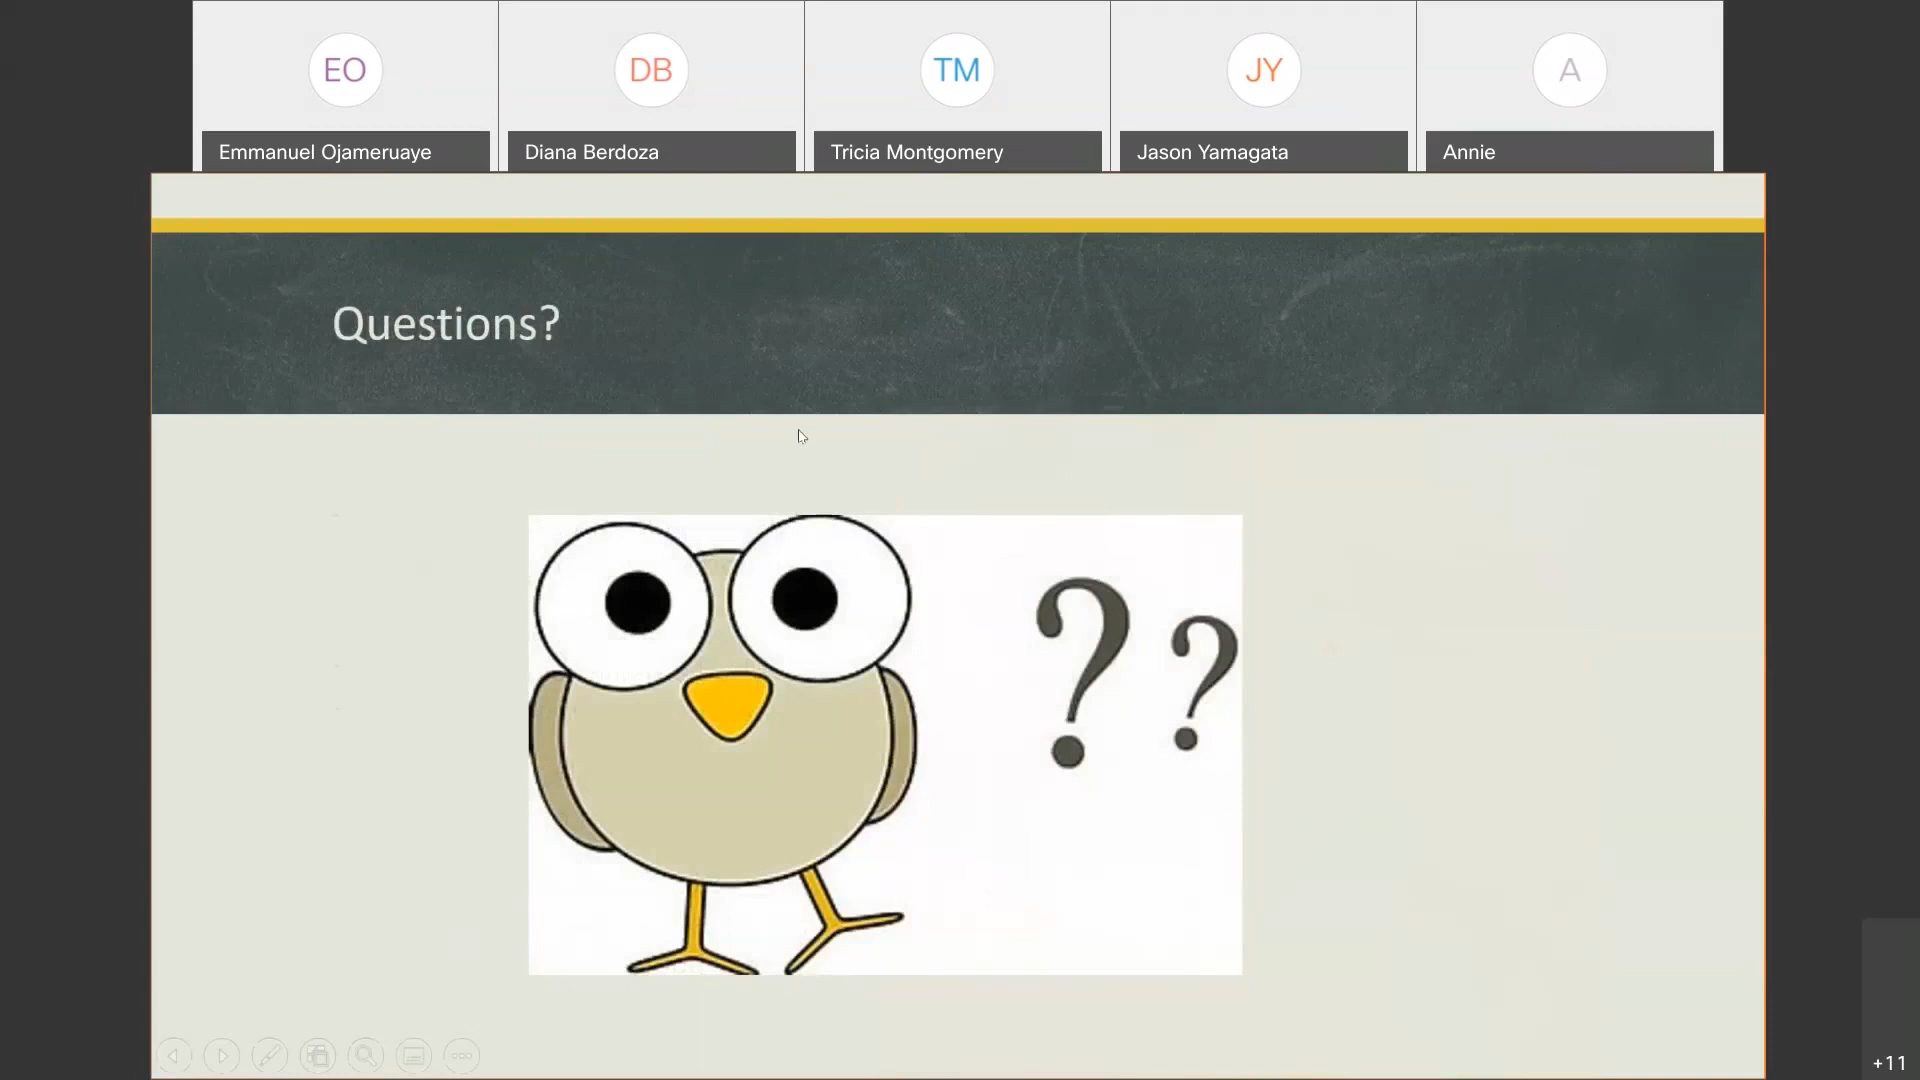 EO
DB
TM
JY
A
Emmanuel Ojameruaye
Diana Berdoza
Tricia Montgomery
Jason Yamagata
Annie
Questions?
? ?
+11